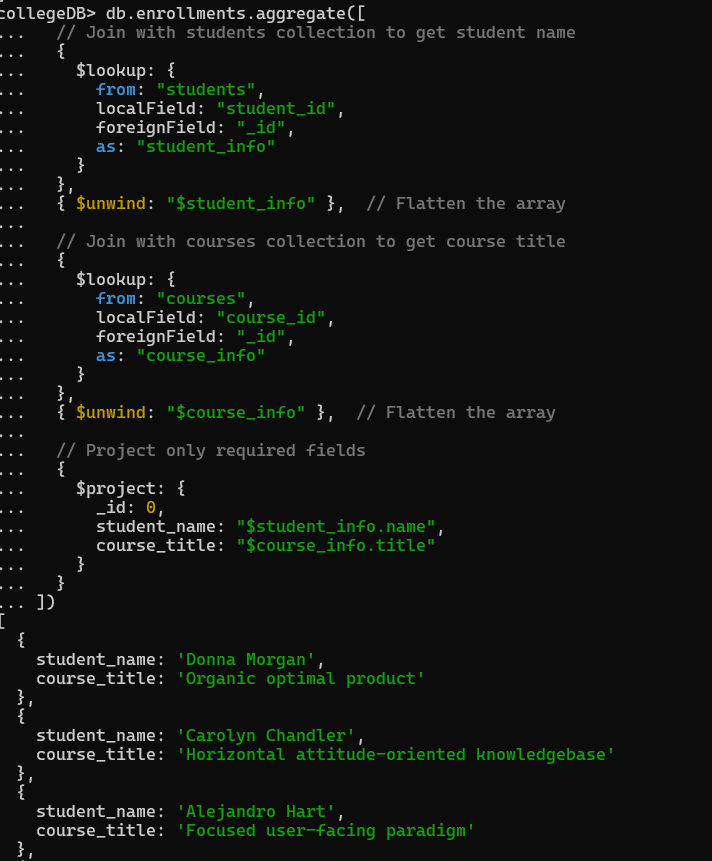 collegeDB> db.enrollments.aggregate([
...   // Join with students collection to get student name
...   {
...     $lookup: {
...       from: "students",
...       localField: "student_id",
...       foreignField: "_id",
...       as: "student_info"
...     }
...   },
...   { $unwind: "$student_info" },  // Flatten the array
...
...   // Join with courses collection to get course title
...   {
...     $lookup: {
...       from: "courses",
...       localField: "course_id",
...       foreignField: "_id",
...       as: "course_info"
...     }
...   },
...   { $unwind: "$course_info" },  // Flatten the array
...
...   // Project only required fields
...   {
...     $project: {
...       _id: 0,
...       student_name: "$student_info.name",
...       course_title: "$course_info.title"
...     }
...   }
... ])
[
  {
    student_name: 'Donna Morgan',
    course_title: 'Organic optimal product'
  },
  {
    student_name: 'Carolyn Chandler',
    course_title: 'Horizontal attitude-oriented knowledgebase'
  },
  {
    student_name: 'Alejandro Hart',
    course_title: 'Focused user-facing paradigm'
  },